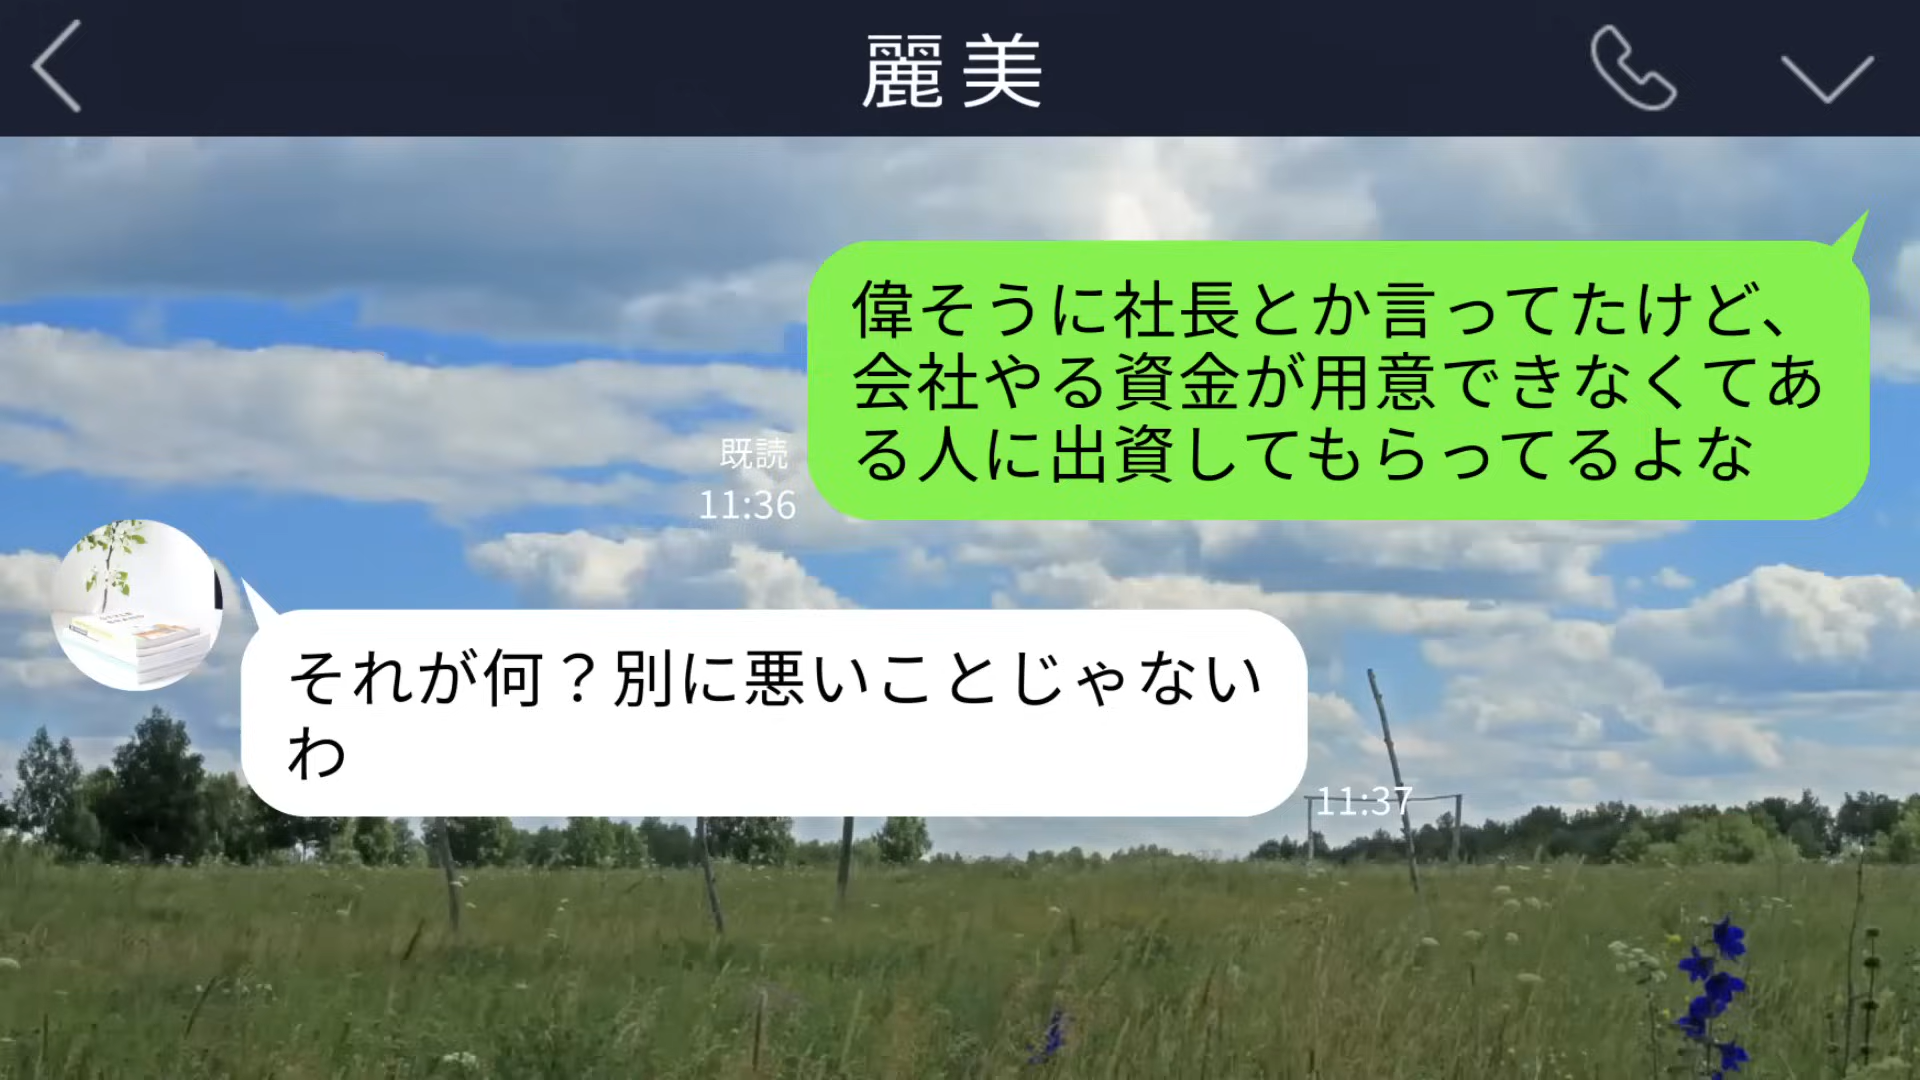 麗美
偉そうに社長とか言ってたけど、
会社やる資金が用意できなくてあ
る人に出資してもらってるよな
既読
11:36
それが何？別に悪いことじゃない
わ
11:37